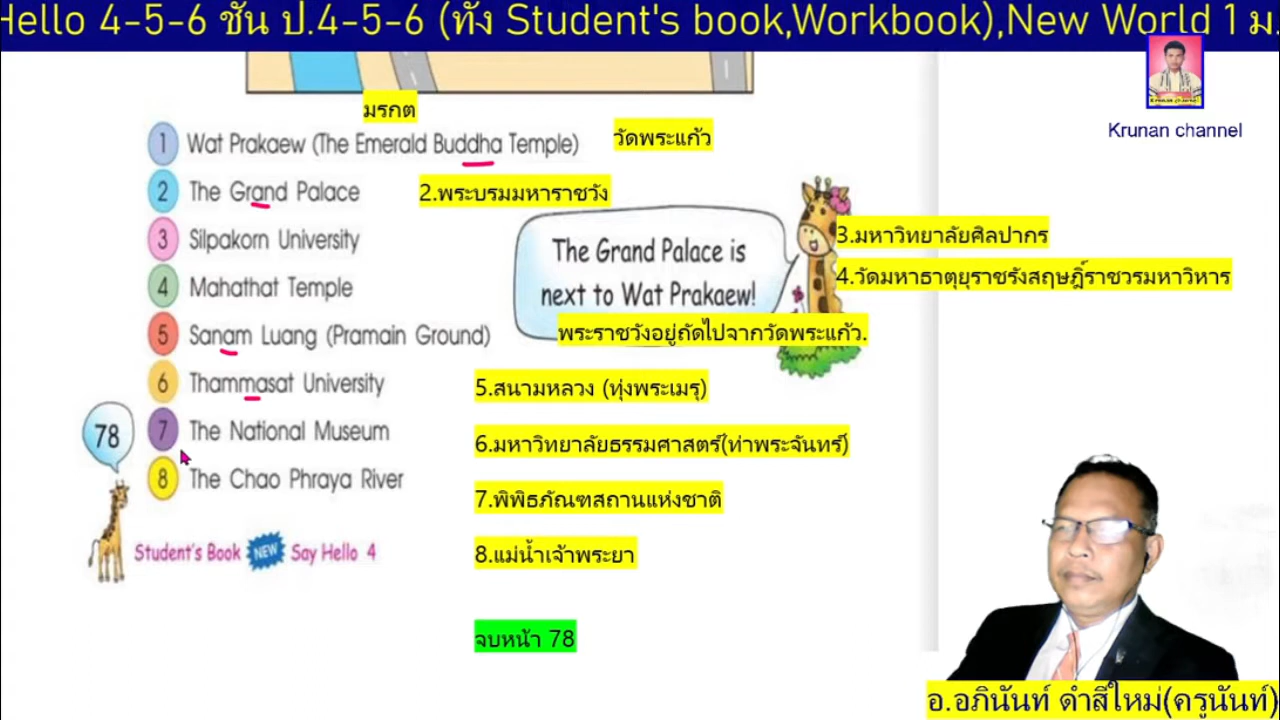 Hello 4-5-6 ชั้น ป.4-5-6 (ทั้ง Student's book,Workbook),New World 1 ม.
Krunan channel
มรกต
1 Wat Prakaew (The Emerald Buddha Temple) วัดพระแก้ว
2 The Grand Palace 2.พระบรมมหาราชวัง
3 Silpakorn University
3.มหาวิทยาลัยศิลปากร
The Grand Palace is
next to Wat Prakaew!
4 Mahathat Temple
4.วัดมหาธาตุยุราชรังสฤษฎิ์ราชวรมหาวิหาร
5 Sanam Luang (Pramain Ground)
พระราชวังอยู่ถัดไปจากวัดพระแก้ว.
6 Thammasat University
5.สนามหลวง (ทุ่งพระเมรุ)
78
7 The National Museum
6.มหาวิทยาลัยธรรมศาสตร์(ท่าพระจันทร์)
8 The Chao Phraya River
7.พิพิธภัณฑสถานแห่งชาติ
Student's Book NEW Say Hello 4
8.แม่น้ำเจ้าพระยา
จบหน้า 78
อ.อภินันท์ ดำสีใหม่(ครูนันท์)